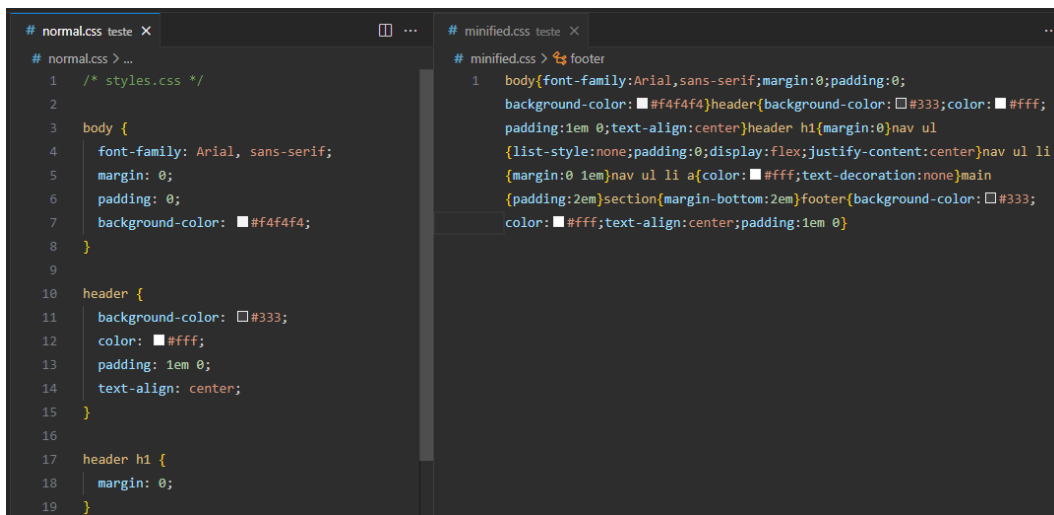 # normal.css teste ×
# normal.css > ...
1 /* styles.css */
2
3 body {
4 font-family: Arial, sans-serif;
5 margin: 0;
6 padding: 0;
7 background-color: #f4f4f4;
8 }
9
10 header {
11 background-color: #333;
12 color: #fff;
13 padding: 1em 0;
14 text-align: center;
15 }
16
17 header h1 {
18 margin: 0;
19 }
# minified.css teste ×
# minified.css > footer
1 body{font-family:Arial,sans-serif;margin:0;padding:0;
background-color:#f4f4f4}header{background-color:#333;color:#fff;
padding:1em 0;text-align:center}header h1{margin:0}nav ul
{list-style:none;padding:0;display:flex;justify-content:center}nav ul li
{margin:0 1em}nav ul li a{color:#fff;text-decoration:none}main
{padding:2em}section{margin-bottom:2em}footer{background-color:#333;
color:#fff;text-align:center;padding:1em 0}